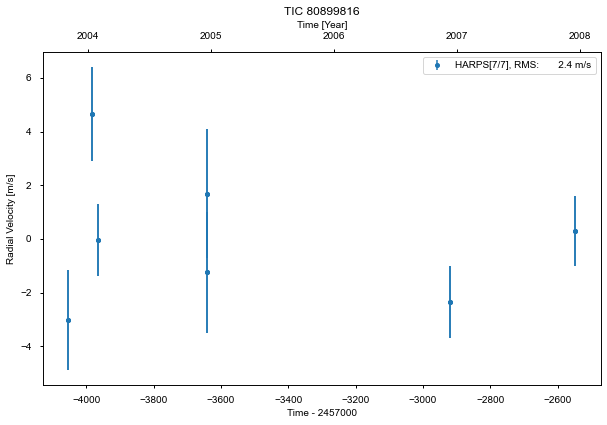 TIC 80899816
Time [Year]
2004 2005 2006 2007 2008
HARPS[7/7], RMS: 2.4 m/s
Radial Velocity [m/s]
6
4
2
0
−2
−4
−4000 −3800 −3600 −3400 −3200 −3000 −2800 −2600
Time - 2457000